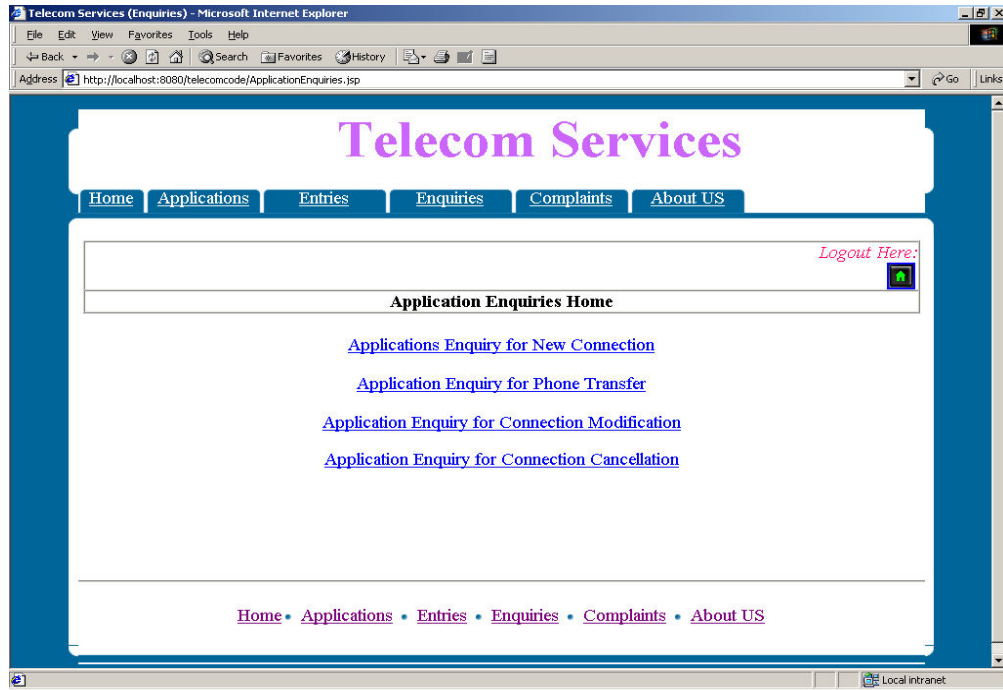 Telecom Services (Enquiries) - Microsoft Internet Explorer
File Edit View Favorites Tools Help
Back Search Favorites History
Address http://localhost:8080/telecomcode/ApplicationEnquiries.jsp Go Links
Telecom Services
Home Applications Entries Enquiries Complaints About US
Logout Here:
Application Enquiries Home
Applications Enquiry for New Connection
Application Enquiry for Phone Transfer
Application Enquiry for Connection Modification
Application Enquiry for Connection Cancellation
Home • Applications • Entries • Enquiries • Complaints • About US
Local intranet